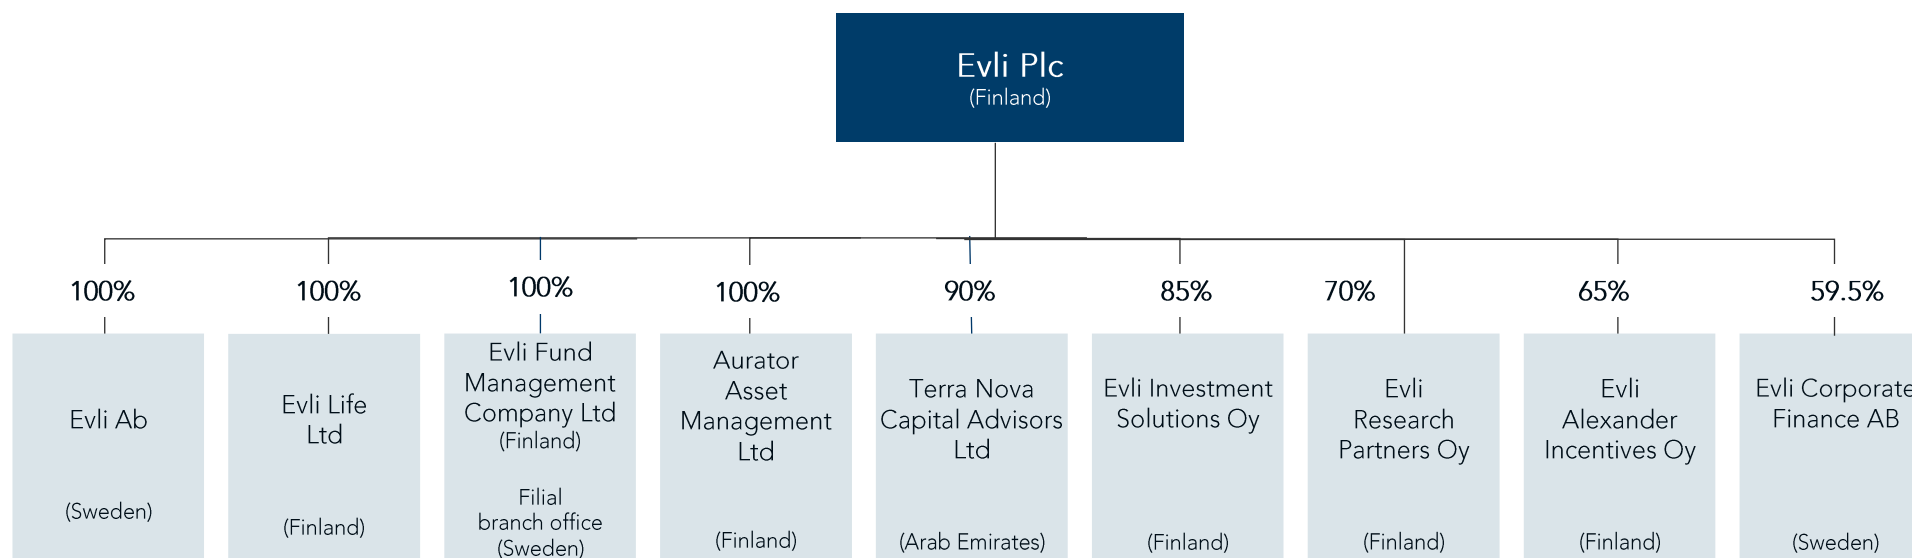 Evli Plc
(Finland)
100%
100%
100%
100%
90%
85%
70%
65%
59.5%
Evli Ab
(Sweden)
Evli Life
Ltd
(Finland)
Evli Fund
Management
Company Ltd
(Finland)
Filial
branch office
(Sweden)
Aurator
Asset
Management
Ltd
(Finland)
Terra Nova
Capital Advisors
Ltd
(Arab Emirates)
Evli Investment
Solutions Oy
(Finland)
Evli
Research
Partners Oy
(Finland)
Evli
Alexander
Incentives Oy
(Finland)
Evli Corporate
Finance AB
(Sweden)